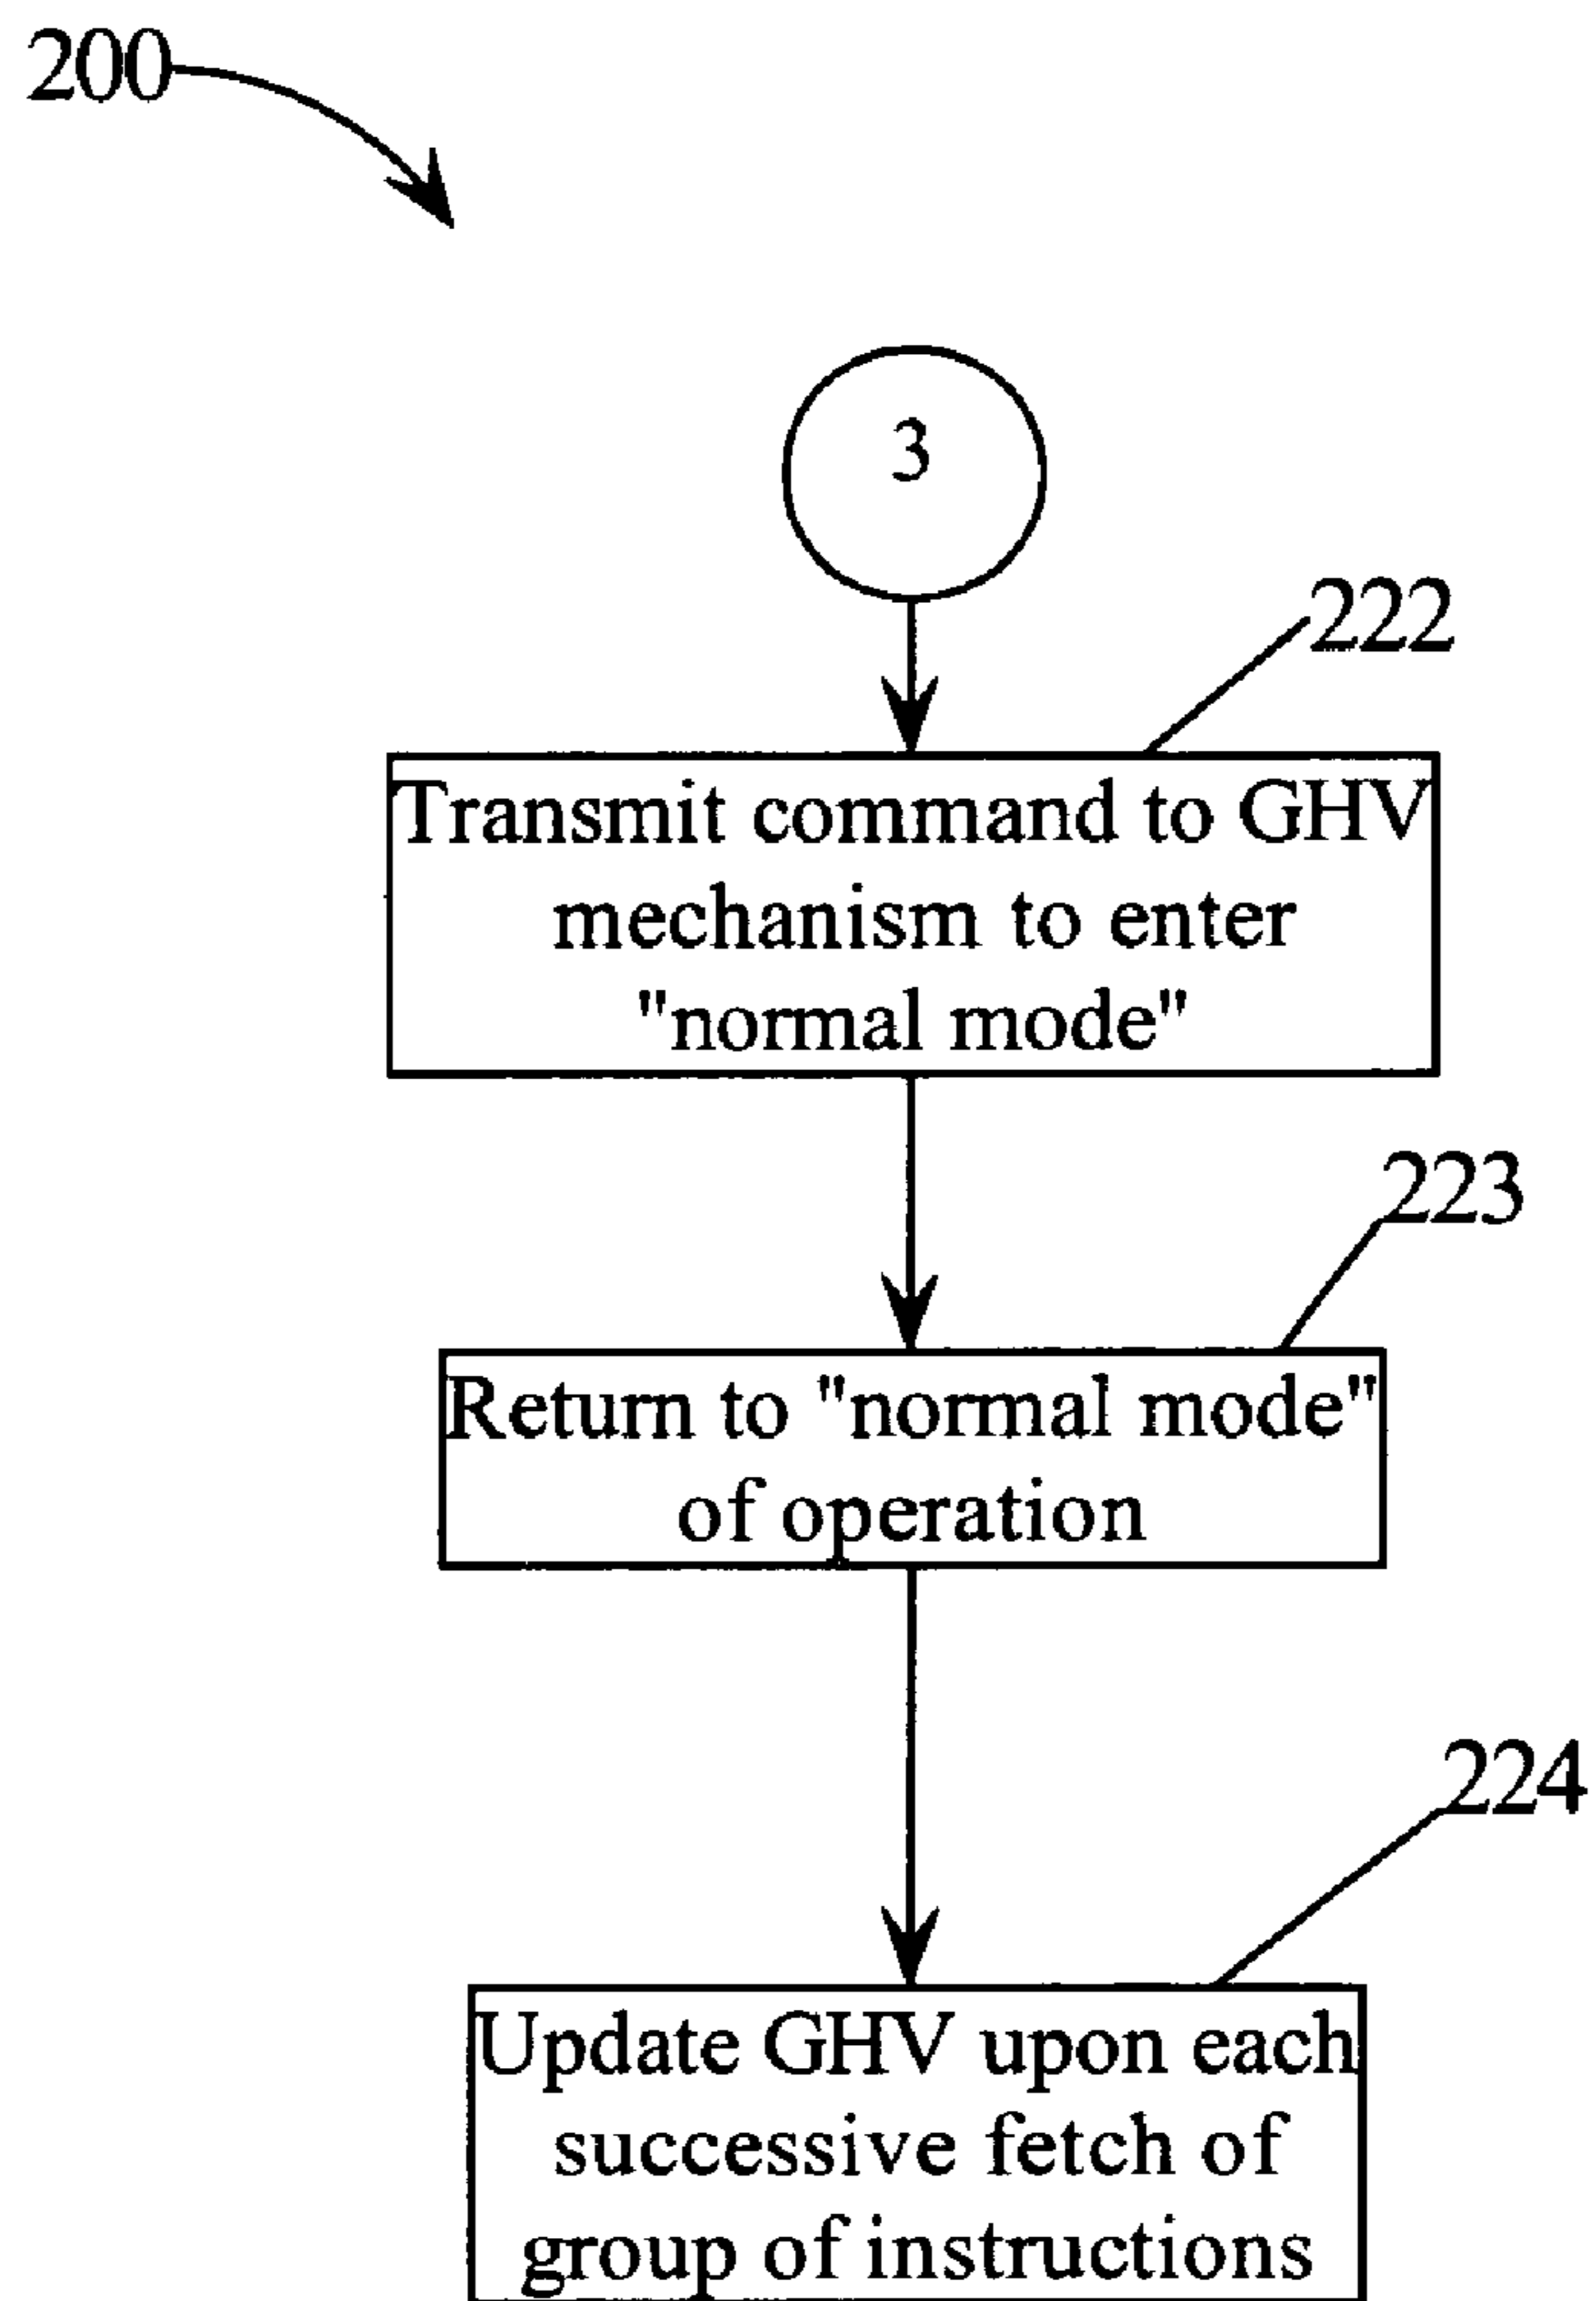 200
3
222
Transmit command to GHV
mechanism to enter
"normal mode"
223
Return to "normal mode"
of operation
224
Update GHV upon each
successive fetch of
group of instructions